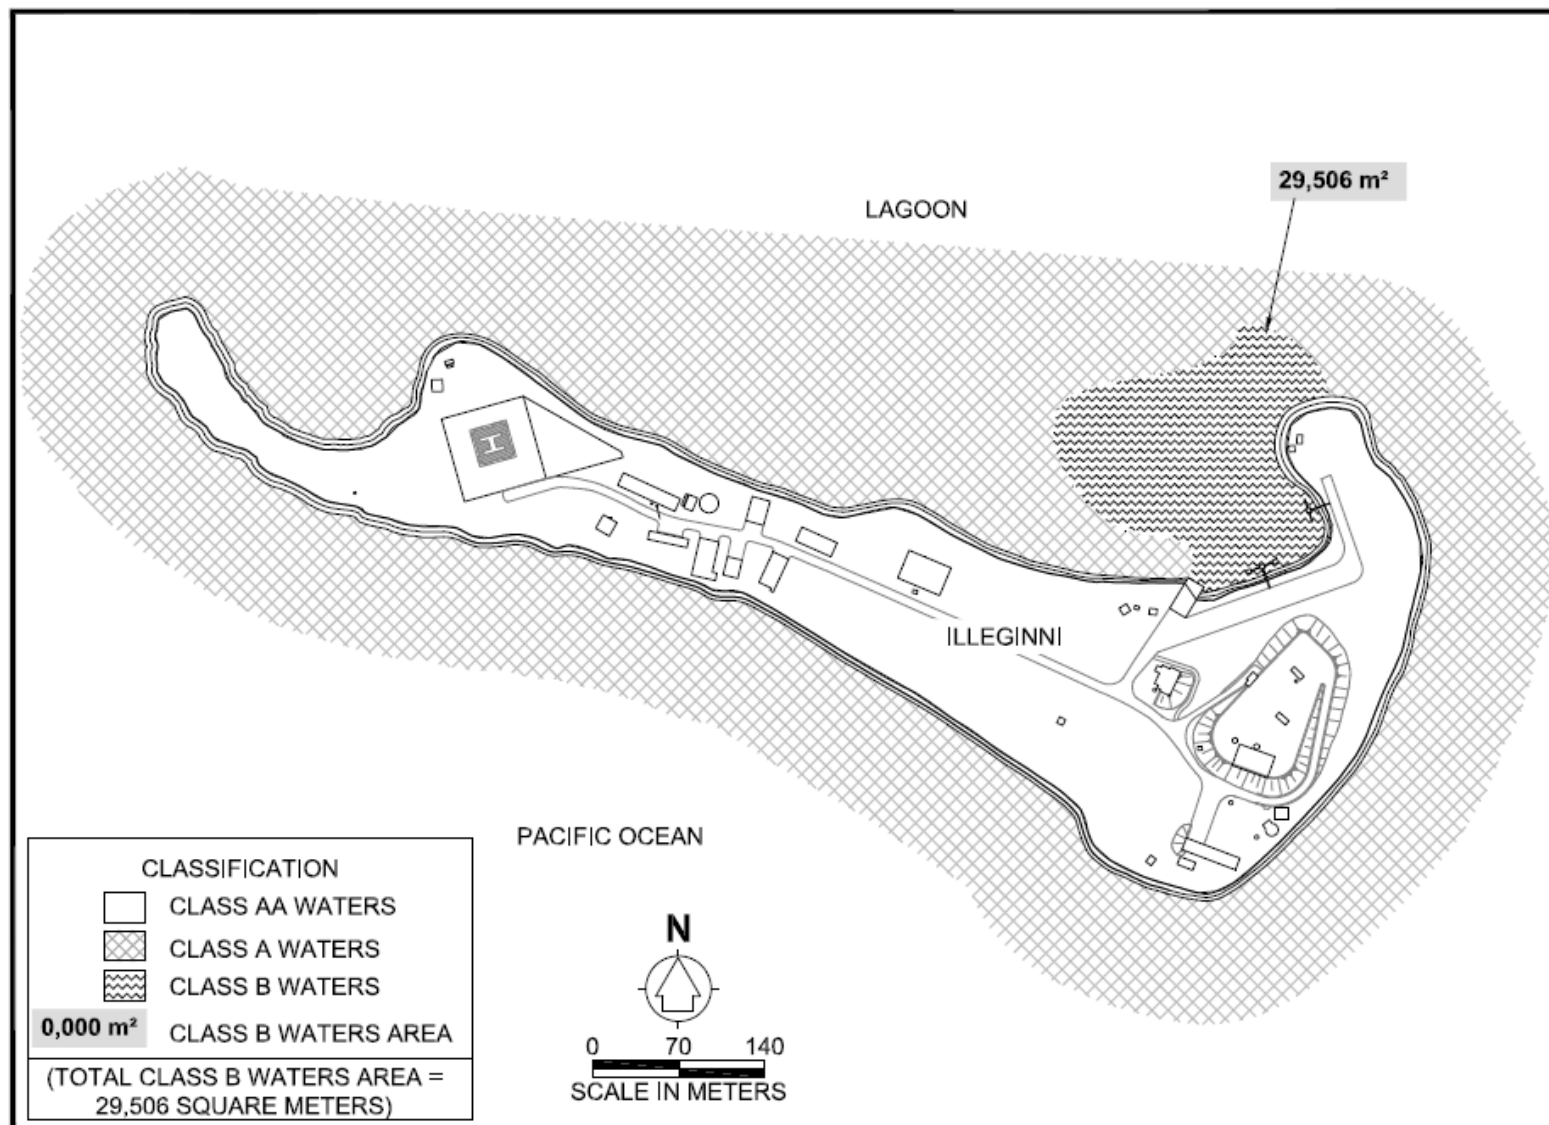 29,506 m²
LAGOON
H
ILLEGINNI
PACIFIC OCEAN
CLASSIFICATION
CLASS AA WATERS
CLASS A WATERS
CLASS B WATERS
0,000 m² CLASS B WATERS AREA
(TOTAL CLASS B WATERS AREA =
29,506 SQUARE METERS)
N
0 70 140
SCALE IN METERS